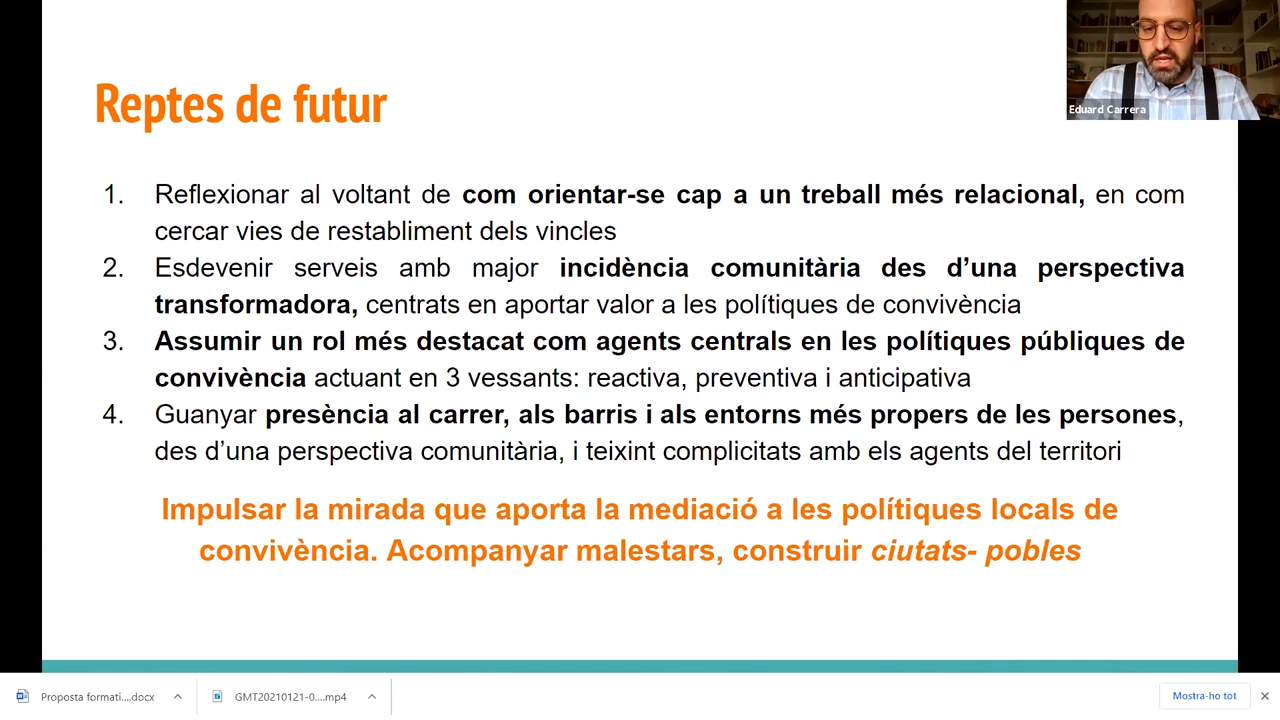 Eduard Carrera
Reptes de futur
1. Reflexionar al voltant de com orientar-se cap a un treball més relacional, en com
cercar vies de restabliment dels vincles
2. Esdevenir serveis amb major incidència comunitària des d’una perspectiva
transformadora, centrats en aportar valor a les polítiques de convivència
3. Assumir un rol més destacat com agents centrals en les polítiques públiques de
convivència actuant en 3 vessants: reactiva, preventiva i anticipativa
4. Guanyar presència al carrer, als barris i als entorns més propers de les persones,
des d’una perspectiva comunitària, i teixint complicitats amb els agents del territori
Impulsar la mirada que aporta la mediació a les polítiques locals de
convivència. Acompanyar malestars, construir ciutats- pobles
Proposta formati....docx
GMT20210121-0....mp4
Mostra-ho tot